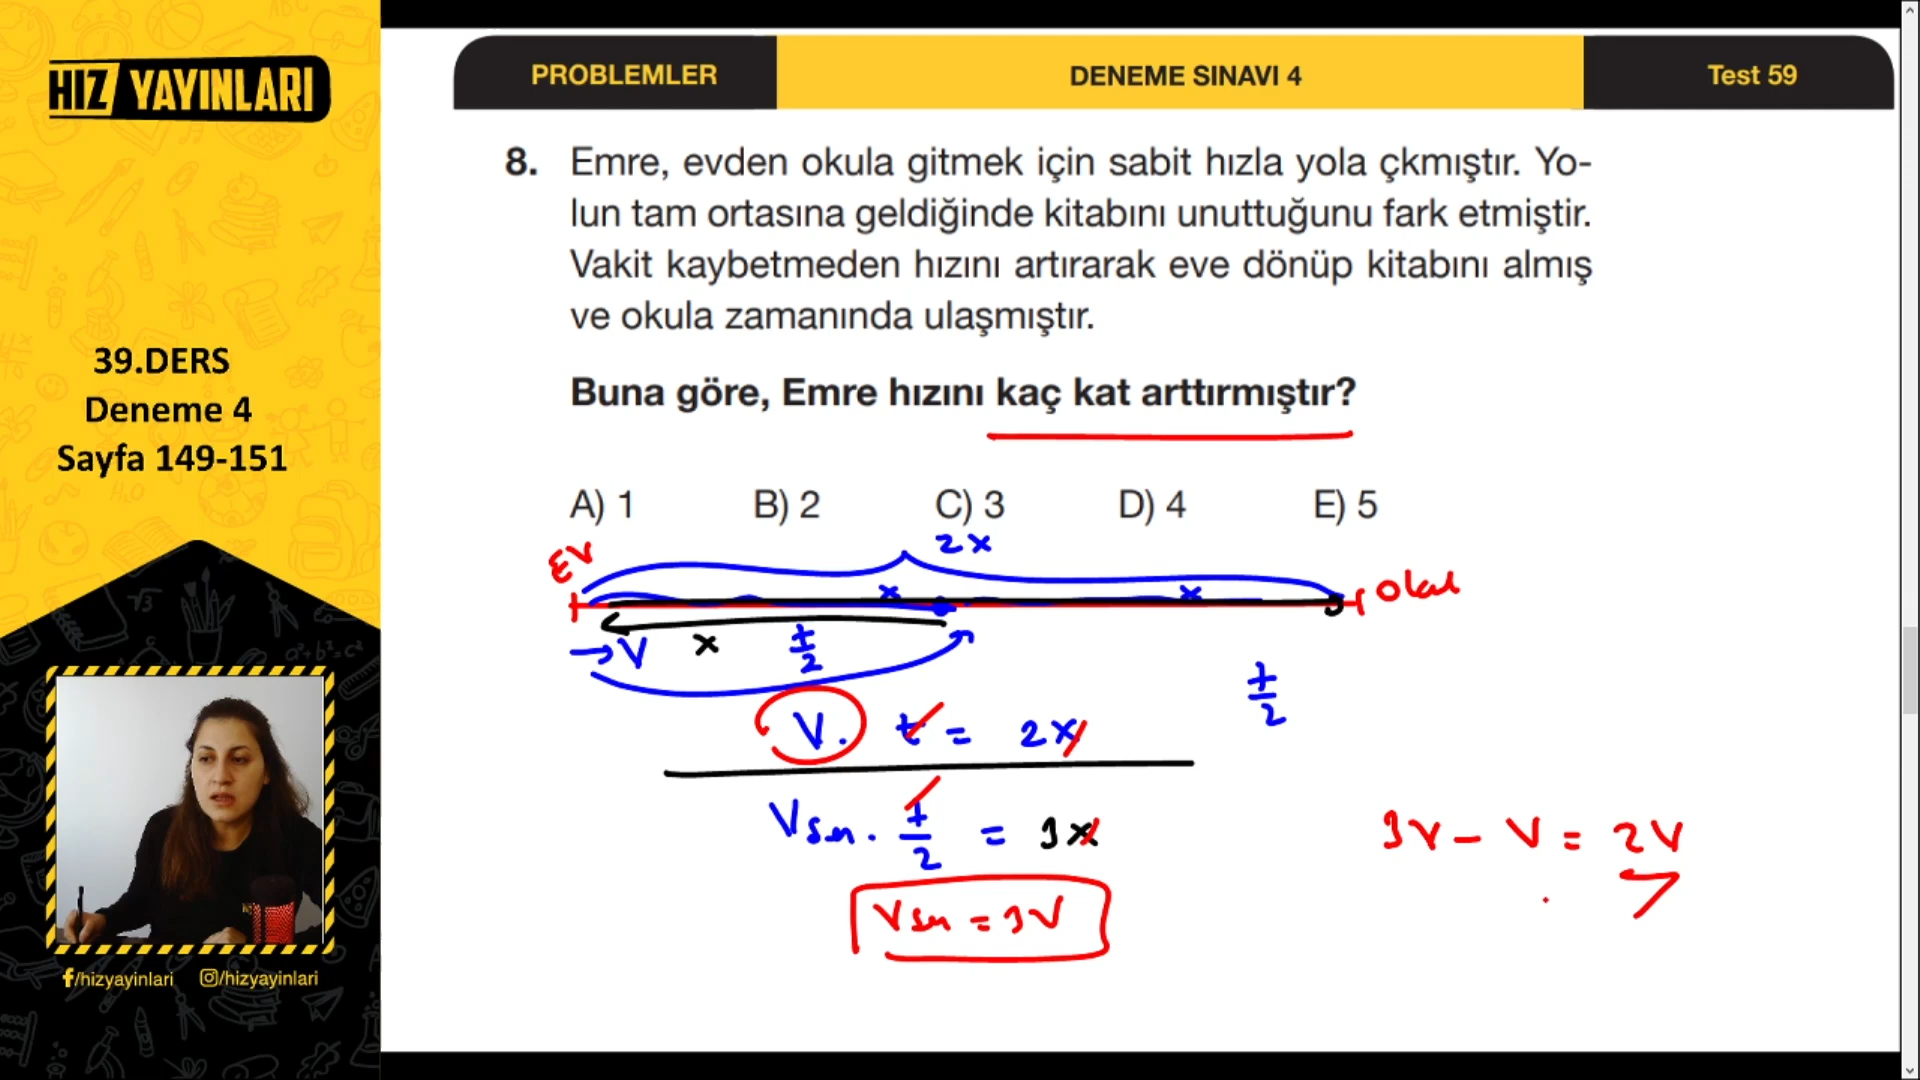 HIZ YAYINLARI
39.DERS
Deneme 4
Sayfa 149-151
f/hizyayinlari
/hizyayinlari
PROBLEMLER
DENEME SINAVI 4
Test 59
8. Emre, evden okula gitmek için sabit hızla yola çkmıştır. Yo-
lun tam ortasına geldiğinde kitabını unuttuğunu fark etmiştir.
Vakit kaybetmeden hızını artırarak eve dönüp kitabını almış
ve okula zamanında ulaşmıştır.
Buna göre, Emre hızını kaç kat arttırmıştır?
A) 1 B) 2 C) 3 D) 4 E) 5
2x
EV x x Okul
→V x t/2
t/2
V. t = 2x
Vson . t/2 = 3x
Vson = 3V
3V - V = 2V